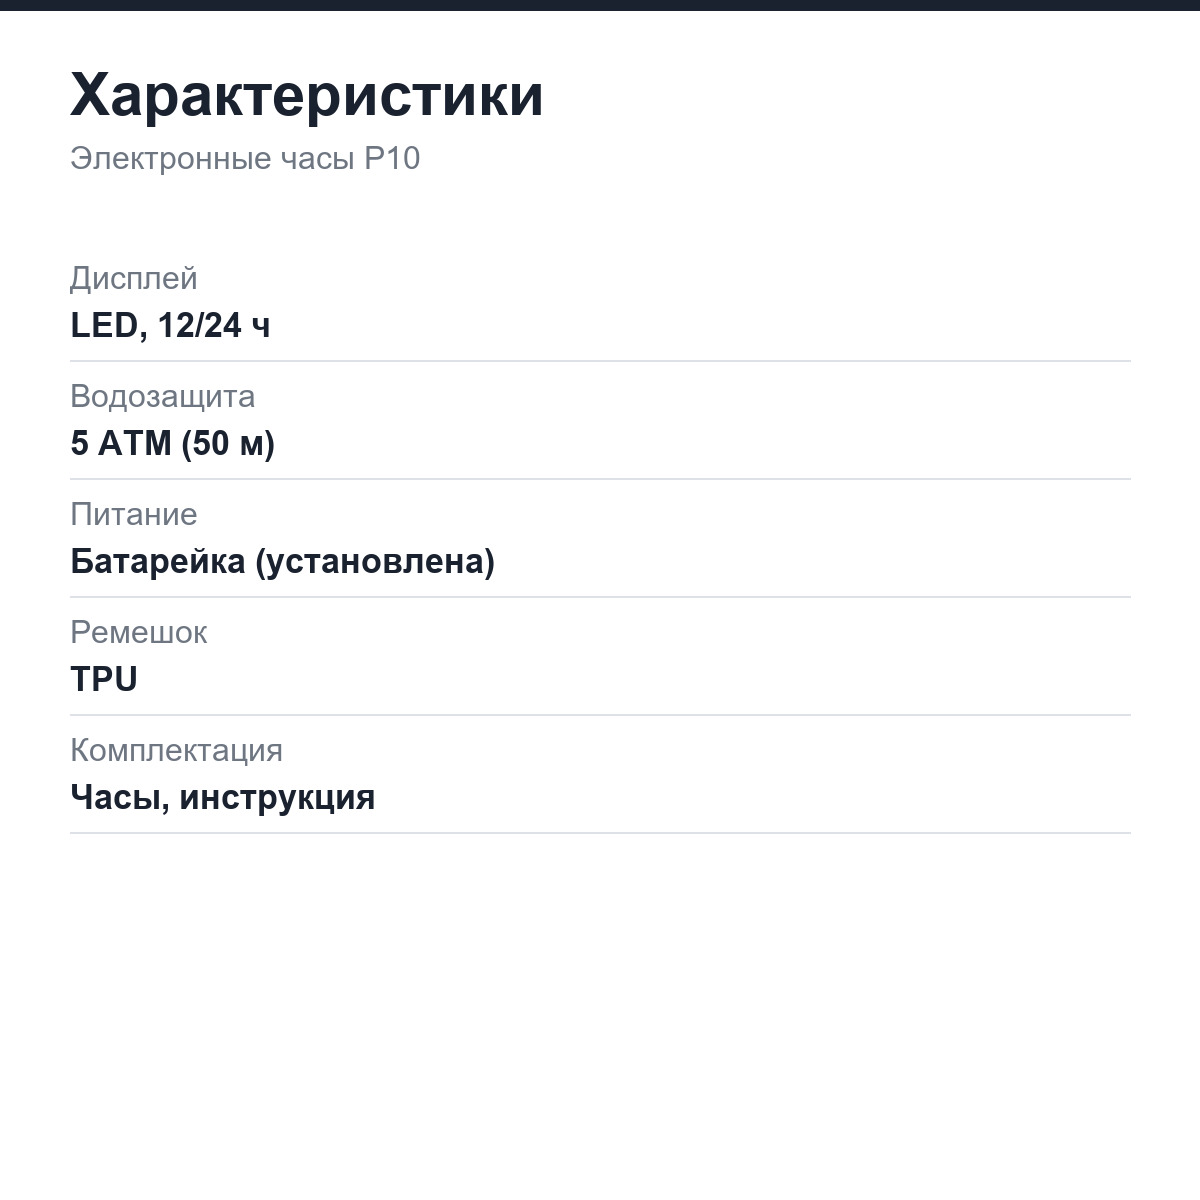 Характеристики
Электронные часы P10
Дисплей
LED, 12/24 ч
Водозащита
5 ATM (50 м)
Питание
Батарейка (установлена)
Ремешок
TPU
Комплектация
Часы, инструкция